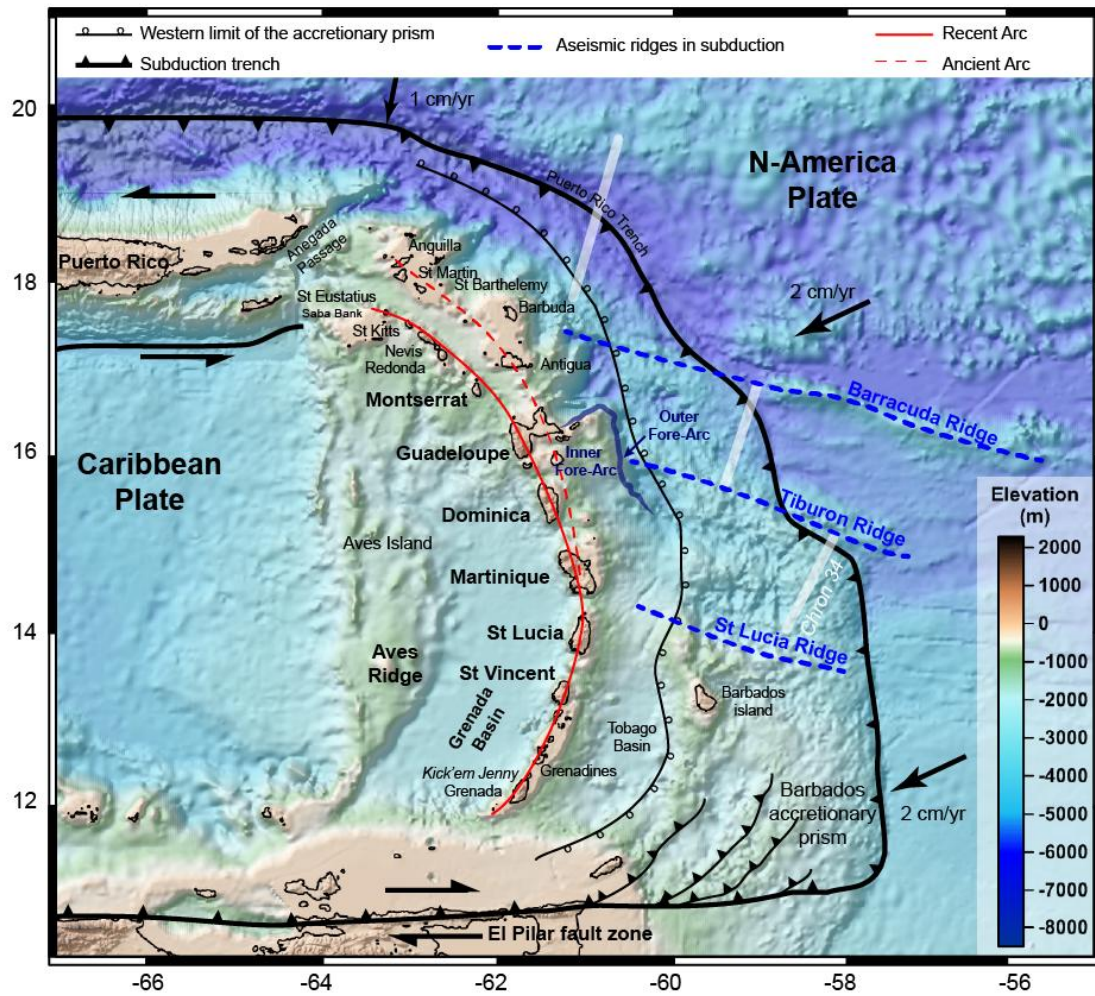 Western limit of the accretionary prism
Subduction trench
Aseismic ridges in subduction
Recent Arc
Ancient Arc
20
18
16
14
12
1 cm/yr
N-America
Plate
Puerto Rico Trench
Puerto Rico
Anegada
Passage
Anguilla
St Martin
St Barthelemy
St Eustatius
Saba Bank
Barbuda
St Kitts
Nevis
Redonda
Antigua
2 cm/yr
Montserrat
Barracuda Ridge
Outer
Fore-Arc
Guadeloupe
Inner
Fore-Arc
Caribbean
Plate
Dominica
Tiburon Ridge
Aves Island
Martinique
Chron 34
St Lucia
St Lucia Ridge
Aves
Ridge
St Vincent
Barbados
island
Grenada
Basin
Tobago
Basin
Kick'em Jenny
Grenada
Grenadines
Barbados
accretionary
prism
2 cm/yr
El Pilar fault zone
Elevation
(m)
2000
1000
0
-1000
-2000
-3000
-4000
-5000
-6000
-7000
-8000
-66
-64
-62
-60
-58
-56